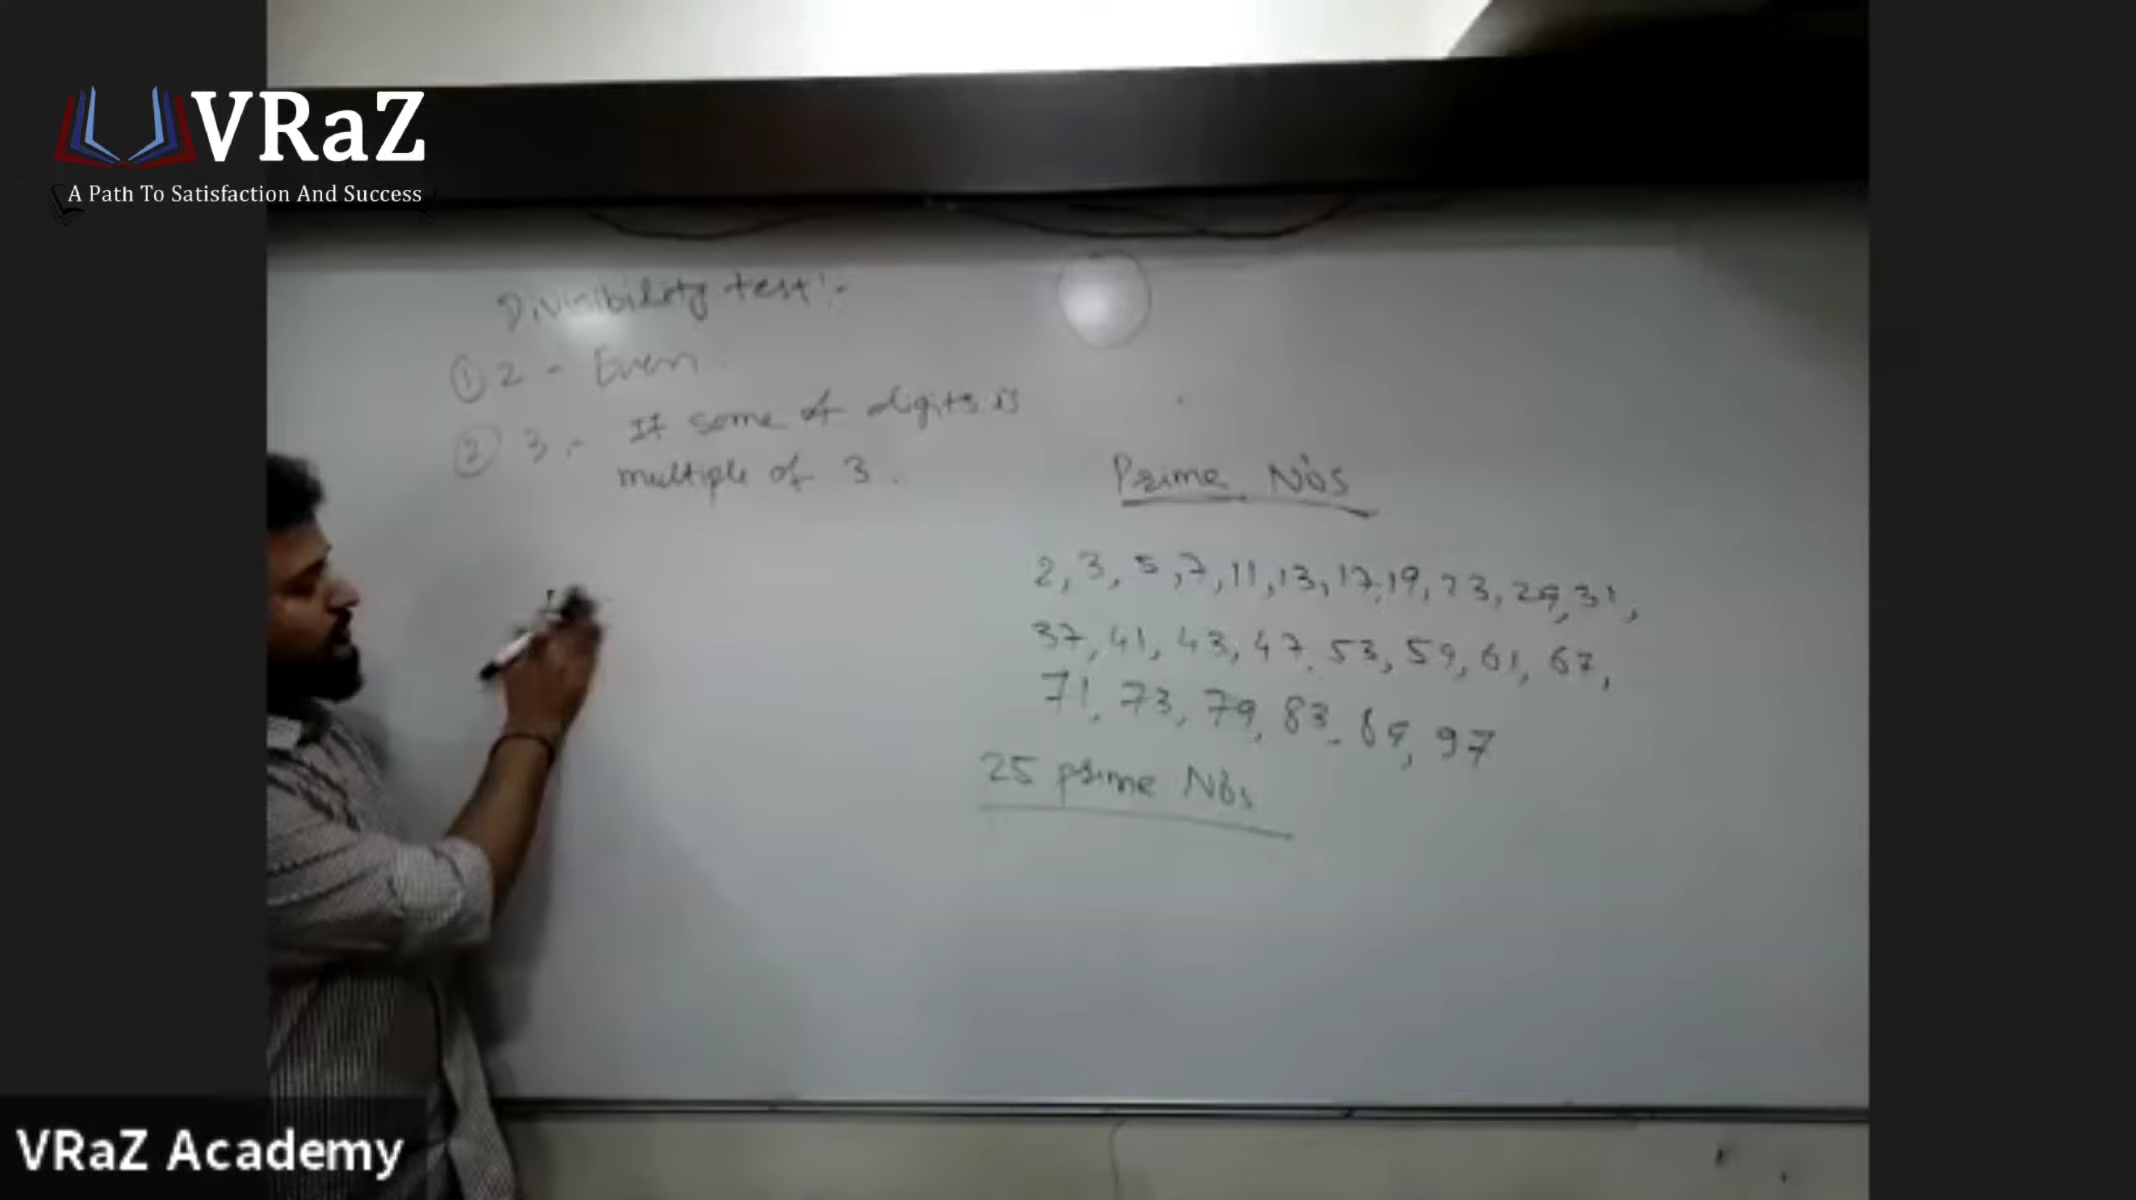 VRaZ
A Path To Satisfaction And Success
Divisibility test :-
① 2 - Even.
② 3 :- If some of digits is
multiple of 3.
Prime No's
2, 3, 5, 7, 11, 13, 17, 19, 23, 29, 31,
37, 41, 43, 47, 53, 59, 61, 67,
71, 73, 79, 83, 89, 97
25 prime No's
VRaZ Academy